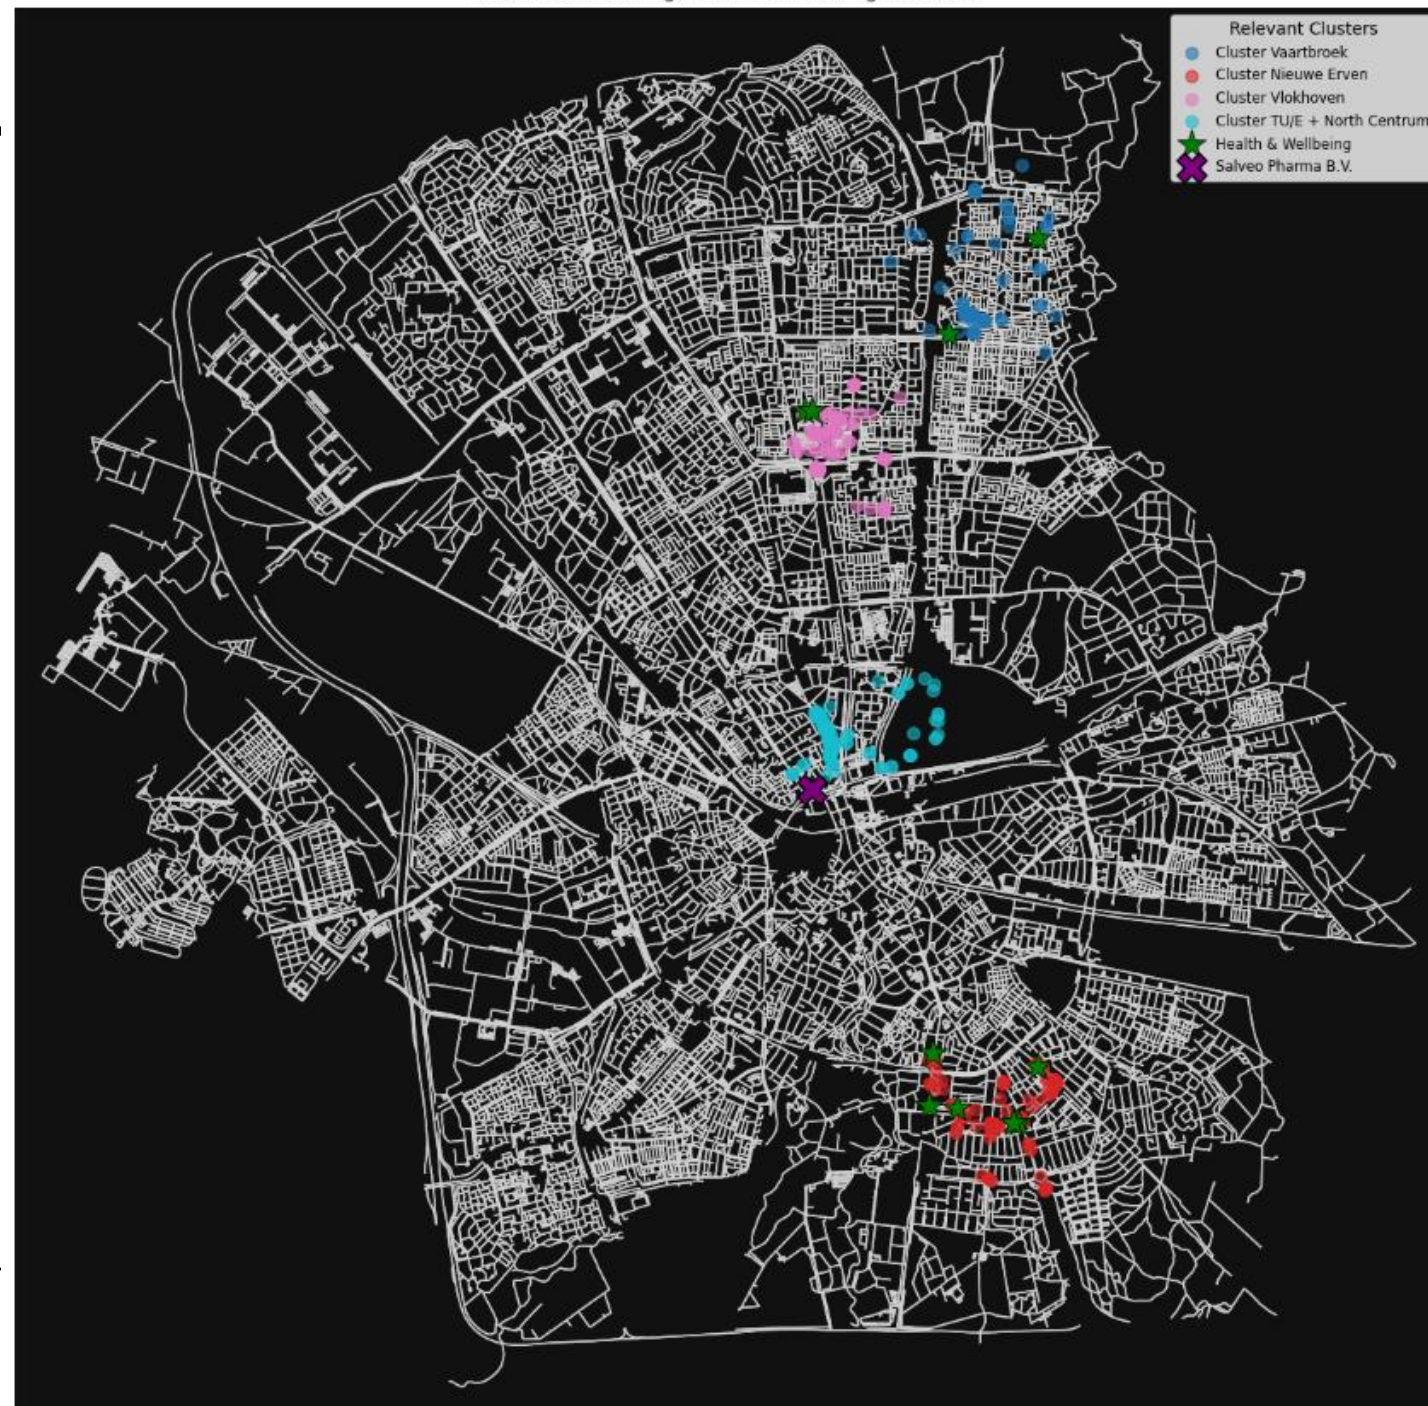 Relevant Clusters
Cluster Vaartbroek
Cluster Nieuwe Erven
Cluster Vlokhoven
Cluster TU/E + North Centrum
Health & Wellbeing
Salveo Pharma B.V.